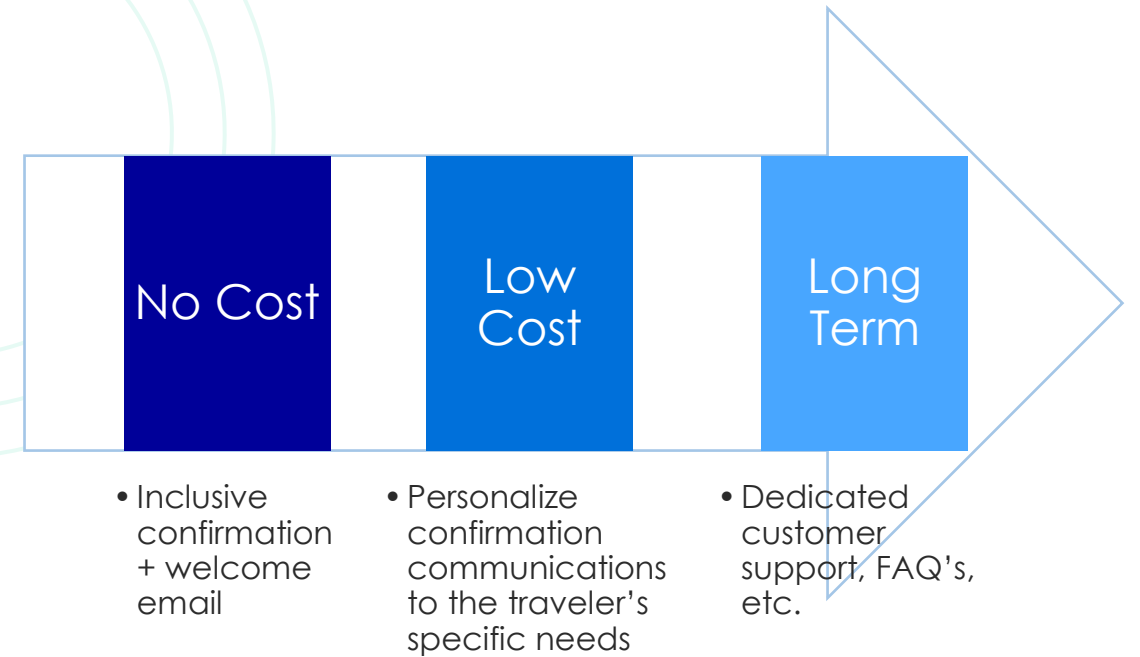 No Cost
Low
Cost
Long
Term
• Inclusive
confirmation
+ welcome
email
• Personalize
confirmation
communications
to the traveler’s
specific needs
• Dedicated
customer
support, FAQ’s,
etc.